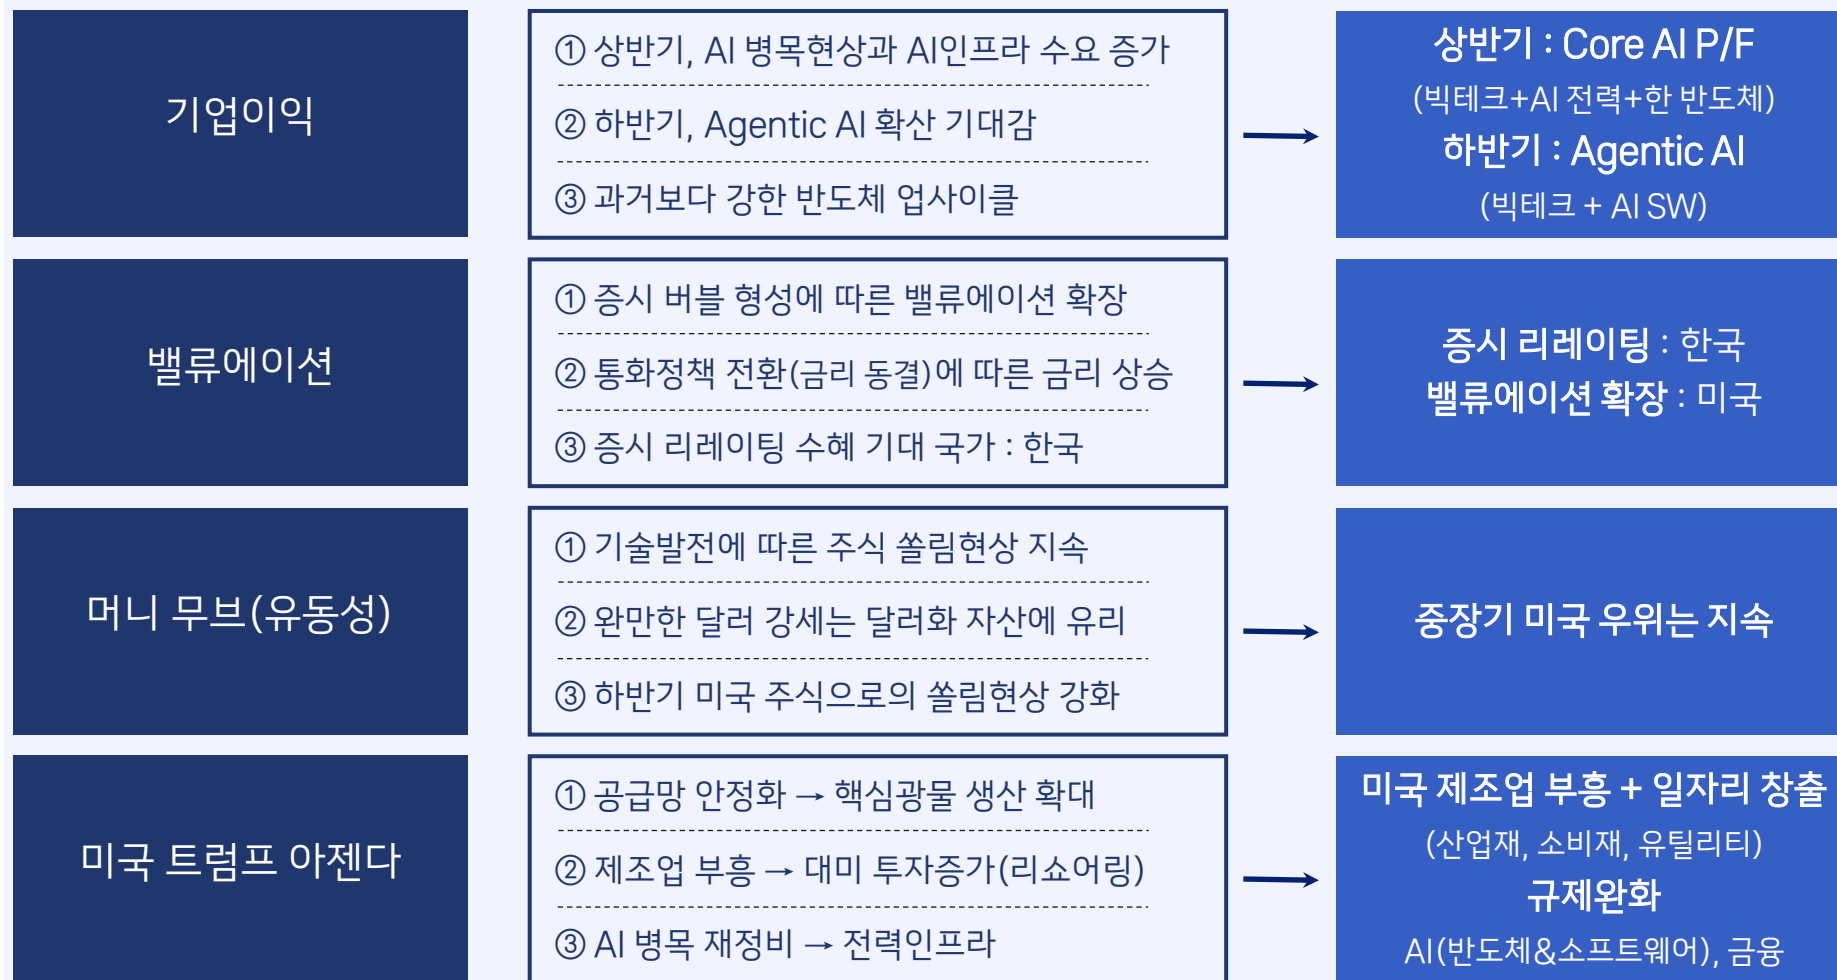 기업이익
① 상반기, AI 병목현상과 AI인프라 수요 증가
② 하반기, Agentic AI 확산 기대감
③ 과거보다 강한 반도체 업사이클
상반기 : Core AI P/F
(빅테크+AI 전력+한 반도체)
하반기 : Agentic AI
(빅테크 + AI SW)
밸류에이션
① 증시 버블 형성에 따른 밸류에이션 확장
② 통화정책 전환(금리 동결)에 따른 금리 상승
③ 증시 리레이팅 수혜 기대 국가 : 한국
증시 리레이팅 : 한국
밸류에이션 확장 : 미국
머니 무브(유동성)
① 기술발전에 따른 주식 쏠림현상 지속
② 완만한 달러 강세는 달러화 자산에 유리
③ 하반기 미국 주식으로의 쏠림현상 강화
중장기 미국 우위는 지속
미국 트럼프 아젠다
① 공급망 안정화 → 핵심광물 생산 확대
② 제조업 부흥 → 대미 투자증가(리쇼어링)
③ AI 병목 재정비 → 전력인프라
미국 제조업 부흥 + 일자리 창출
(산업재, 소비재, 유틸리티)
규제완화
AI(반도체&소프트웨어), 금융